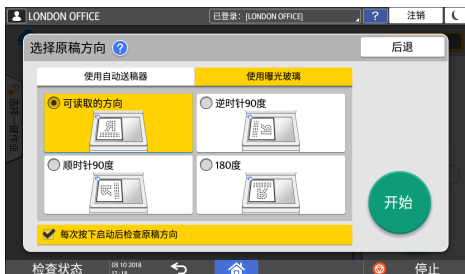 LONDON OFFICE
已登录：[LONDON OFFICE]
?
注销
选择原稿方向 ?
后退
使用自动送稿器
使用曝光玻璃
可读取的方向
逆时针90度
顺时针90度
180度
开始
每次按下启动后检查原稿方向
检查状态
停止